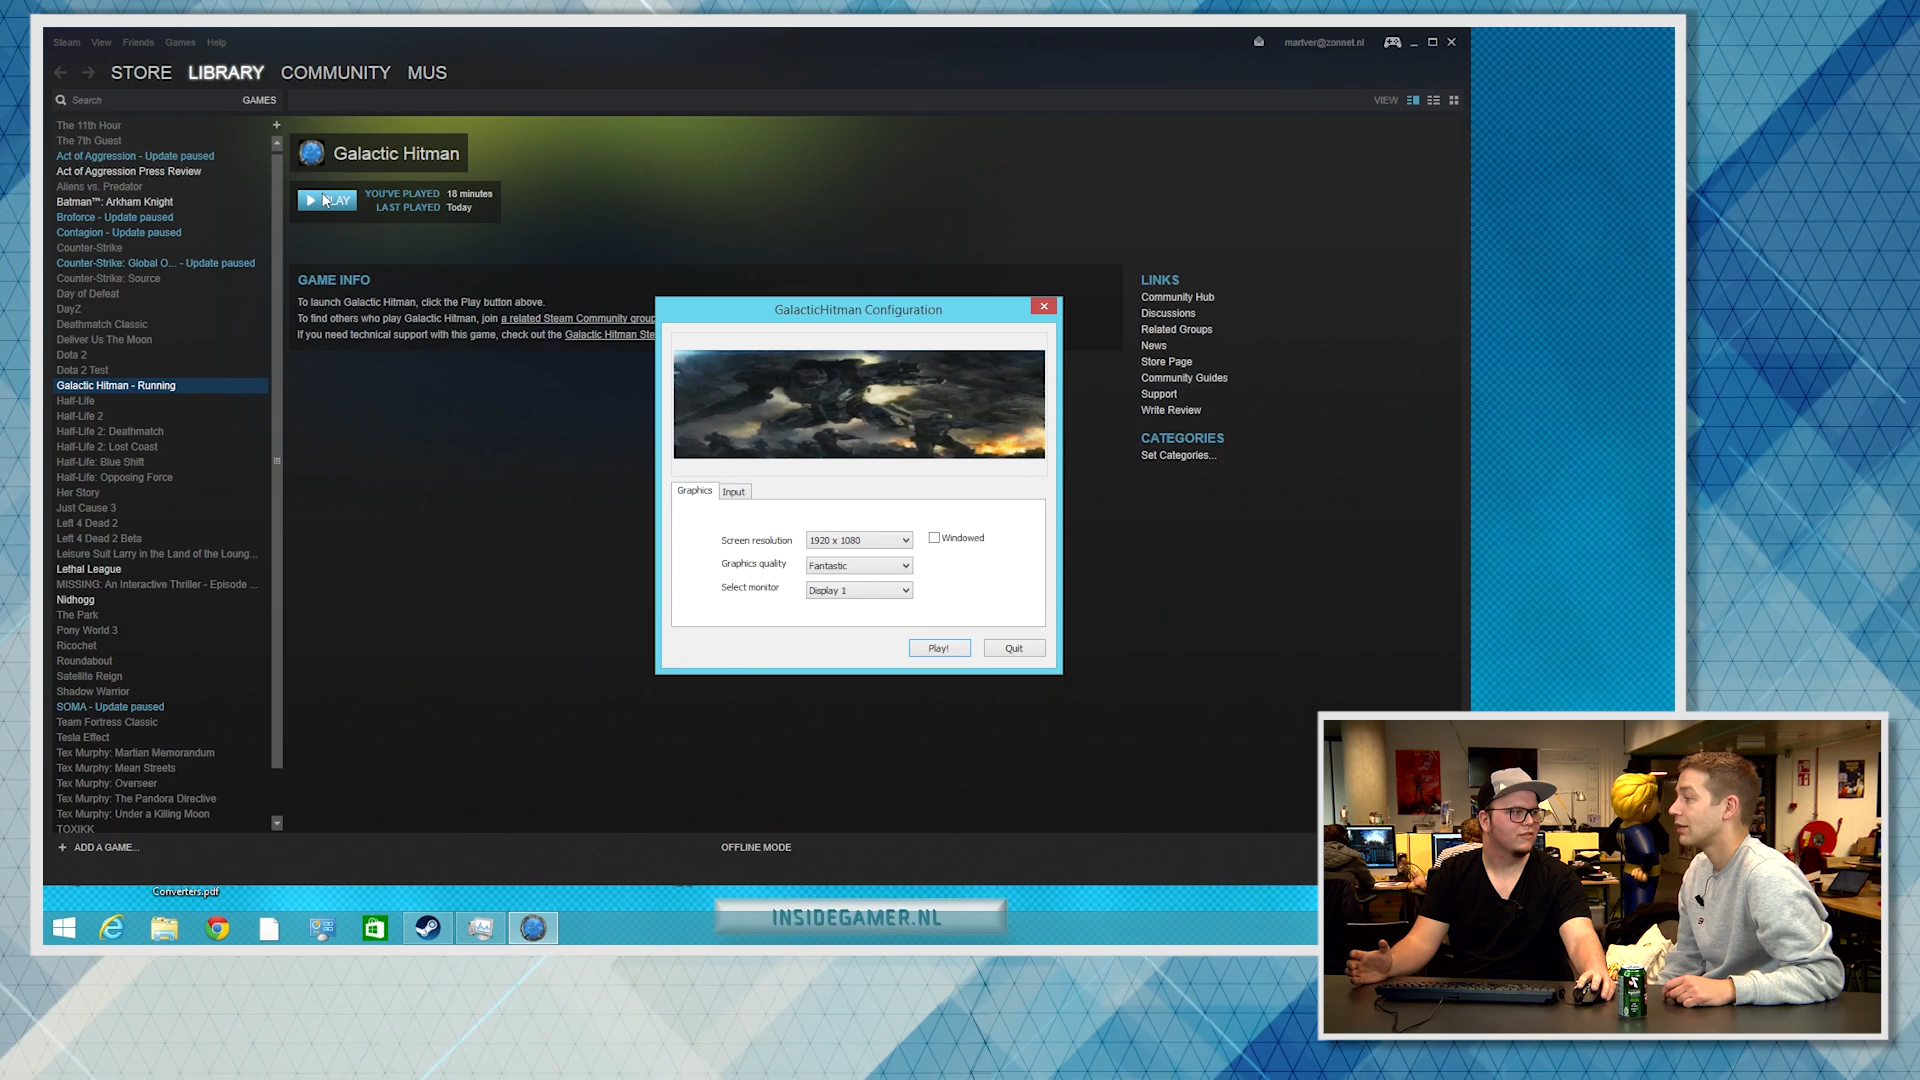 Steam View Friends Games Help
martver@zonnet.nl
STORE LIBRARY COMMUNITY MUS
Search GAMES
VIEW
The 11th Hour
The 7th Guest
Act of Aggression - Update paused
Act of Aggression Press Review
Aliens vs. Predator
Batman™: Arkham Knight
Broforce - Update paused
Contagion - Update paused
Counter-Strike
Counter-Strike: Global O... - Update paused
Counter-Strike: Source
Day of Defeat
DayZ
Deathmatch Classic
Deliver Us The Moon
Dota 2
Dota 2 Test
Galactic Hitman - Running
Half-Life
Half-Life 2
Half-Life 2: Deathmatch
Half-Life 2: Lost Coast
Half-Life: Blue Shift
Half-Life: Opposing Force
Her Story
Just Cause 3
Left 4 Dead 2
Left 4 Dead 2 Beta
Leisure Suit Larry in the Land of the Loung...
Lethal League
MISSING: An Interactive Thriller - Episode ...
Nidhogg
The Park
Pony World 3
Ricochet
Roundabout
Satellite Reign
Shadow Warrior
SOMA - Update paused
Team Fortress Classic
Tesla Effect
Tex Murphy: Martian Memorandum
Tex Murphy: Mean Streets
Tex Murphy: Overseer
Tex Murphy: The Pandora Directive
Tex Murphy: Under a Killing Moon
TOXIKK
+ ADD A GAME...
Galactic Hitman
PLAY
YOU'VE PLAYED 18 minutes
LAST PLAYED Today
GAME INFO
To launch Galactic Hitman, click the Play button above.
To find others who play Galactic Hitman, join a related Steam Community group
If you need technical support with this game, check out the Galactic Hitman Ste
LINKS
Community Hub
Discussions
Related Groups
News
Store Page
Community Guides
Support
Write Review
CATEGORIES
Set Categories...
GalacticHitman Configuration
Graphics Input
Screen resolution 1920 x 1080 Windowed
Graphics quality Fantastic
Select monitor Display 1
Play! Quit
OFFLINE MODE
Converters.pdf
INSIDEGAMER.NL